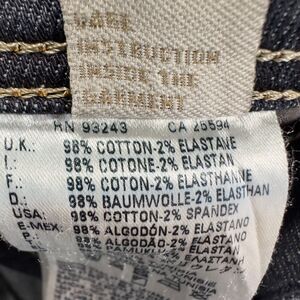 CARE
INSTRUCTION
INSIDE THE
GARMENT
RN 93243 CA 25594
U.K.: 98% COTTON-2% ELASTANE
I.: 98% COTONE-2% ELASTAN
F.: 98% COTON-2% ELASTHANNE
D.: 98% BAUMWOLLE-2% ELASTHAN
USA: 98% COTTON-2% SPANDEX
E-MEX: 98% ALGODÓN-2% ELASTANO
P.: 98% ALGODÃO-2% ELASTANO